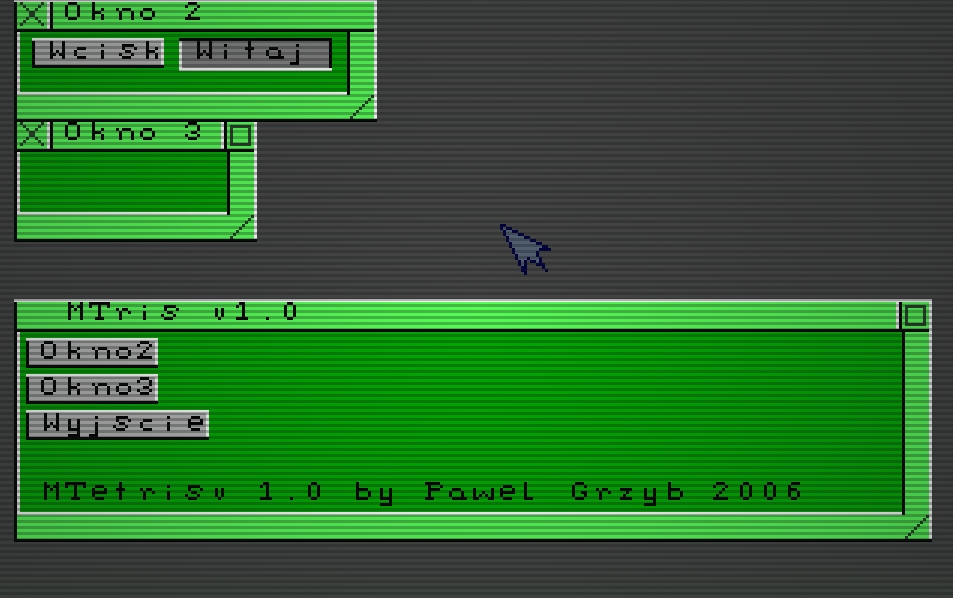 Okno 2
Wcisk Witaj
Okno 3
MTris v1.0
Okno2
Okno3
Wyjscie
MTetrisv 1.0 by Pawel Grzyb 2006